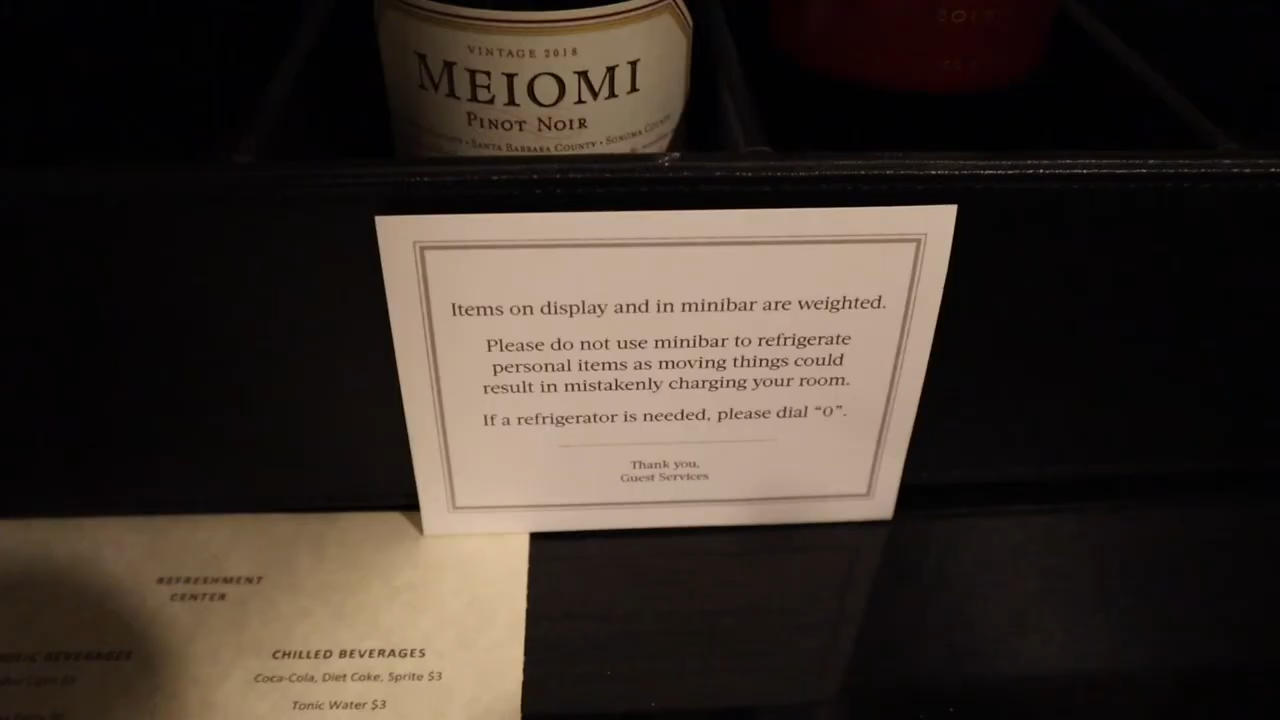 VINTAGE 2018
MEIOMI
PINOT NOIR
SANTA BARBARA COUNTY • SONOMA COUNTY
Items on display and in minibar are weighted.
Please do not use minibar to refrigerate
personal items as moving things could
result in mistakenly charging your room.
If a refrigerator is needed, please dial “0”.
Thank you,
Guest Services
REFRESHMENT
CENTER
BEVERAGES
CHILLED BEVERAGES
Coca-Cola, Diet Coke, Sprite $3
Tonic Water $3